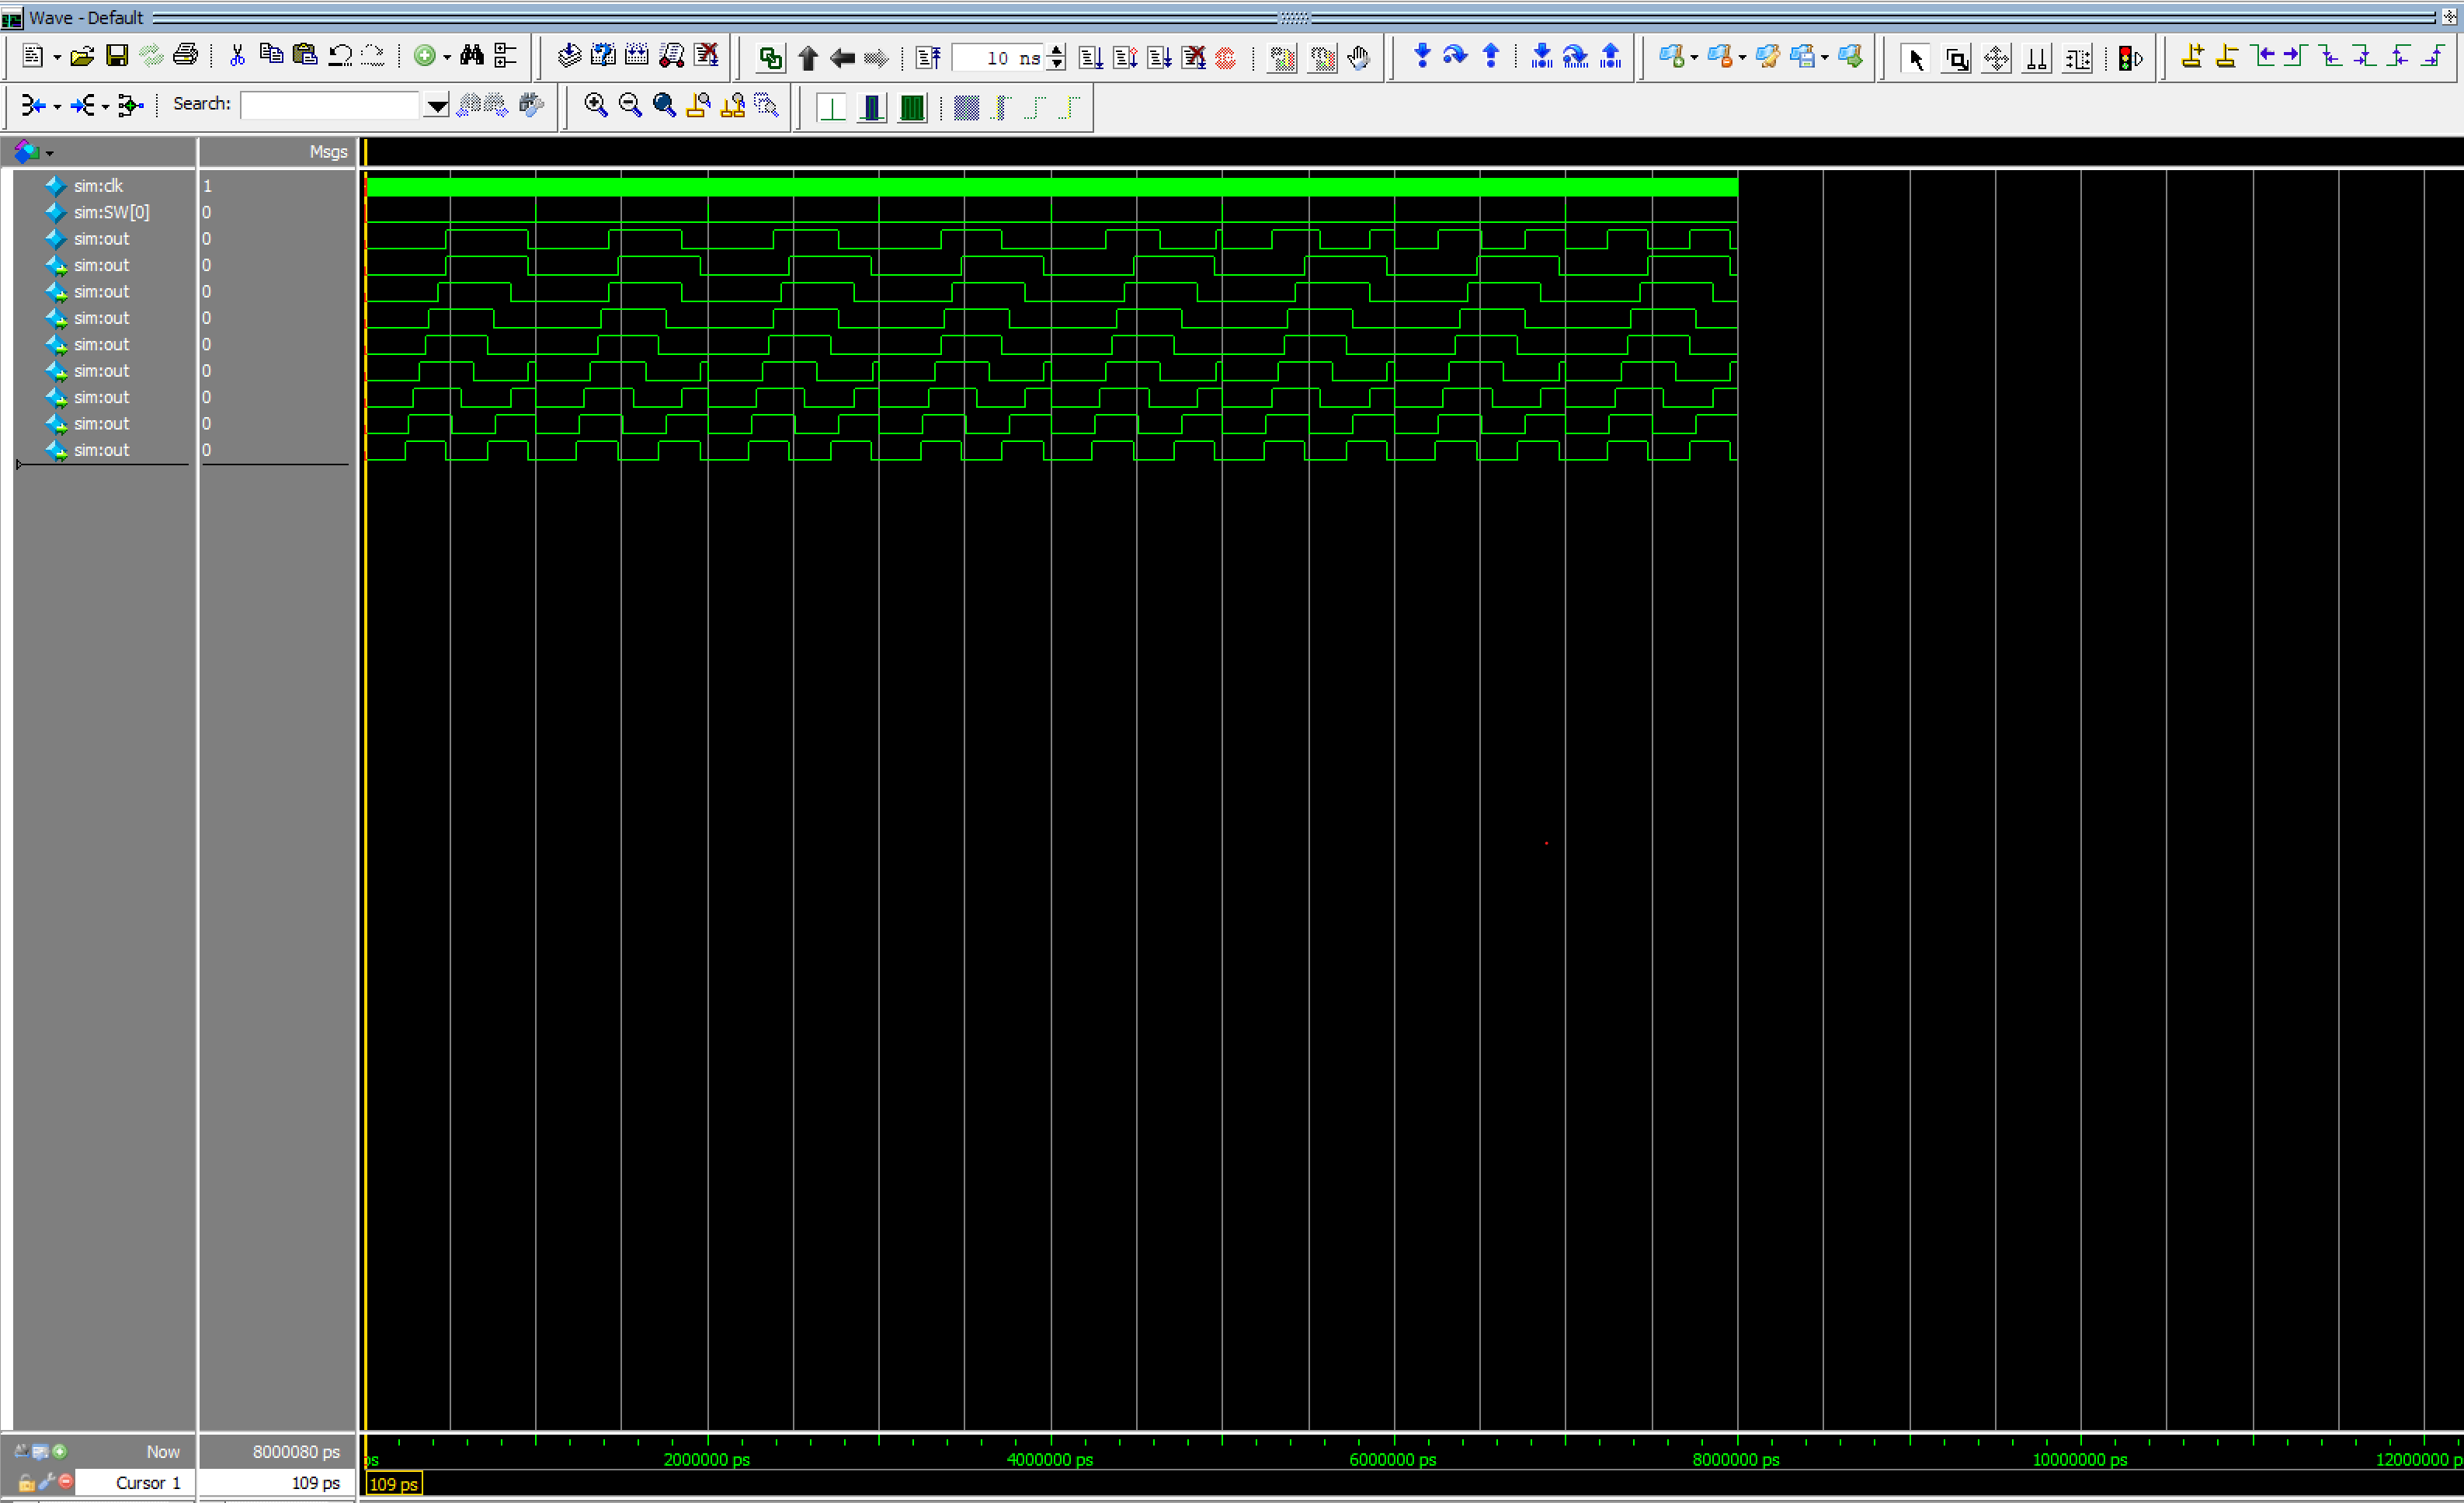 Wave - Default
10 ns
Search:
Msgs
sim:clk 1
sim:SW[0] 0
sim:out 0
sim:out 0
sim:out 0
sim:out 0
sim:out 0
sim:out 0
sim:out 0
sim:out 0
sim:out 0
Now 8000080 ps
ps 2000000 ps 4000000 ps 6000000 ps 8000000 ps 10000000 ps 12000000 p
Cursor 1 109 ps
109 ps